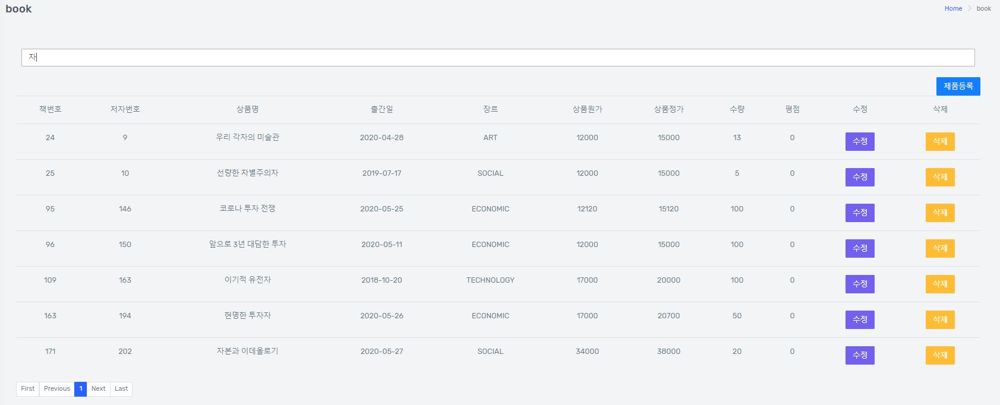 book
Home > book
자
제품등록
책번호 저자번호 상품명 출간일 장르 상품원가 상품정가 수량 평점 수정 삭제
24 9 우리 각자의 미술관 2020-04-28 ART 12000 15000 13 0 수정 삭제
25 10 선량한 차별주의자 2019-07-17 SOCIAL 12000 15000 5 0 수정 삭제
95 146 코로나 투자 전쟁 2020-05-25 ECONOMIC 12120 15120 100 0 수정 삭제
96 150 앞으로 3년 대담한 투자 2020-05-11 ECONOMIC 12000 15000 100 0 수정 삭제
109 163 이기적 유전자 2018-10-20 TECHNOLOGY 17000 20000 100 0 수정 삭제
163 194 현명한 투자자 2020-05-26 ECONOMIC 17000 20700 50 0 수정 삭제
171 202 자본과 이데올로기 2020-05-27 SOCIAL 34000 38000 20 0 수정 삭제
First Previous 1 Next Last